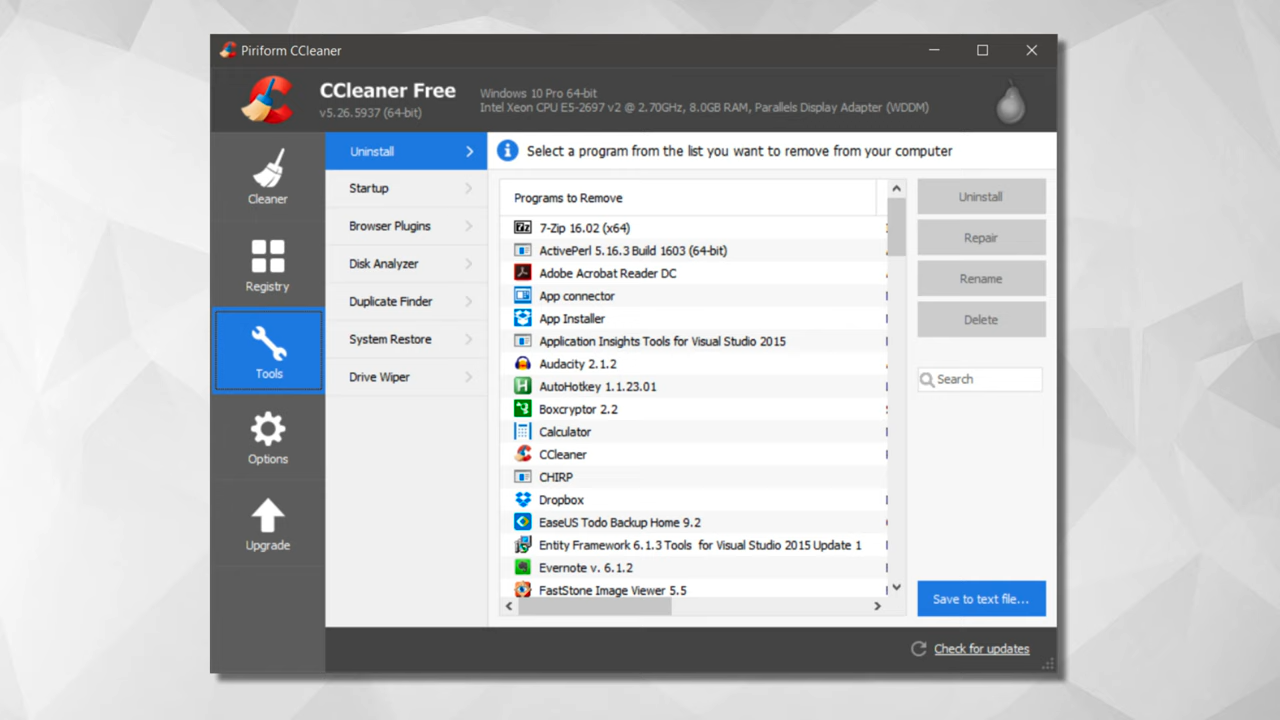 Piriform CCleaner
CCleaner Free
v5.26.5937 (64-bit)
Windows 10 Pro 64-bit
Intel Xeon CPU E5-2697 v2 @ 2.70GHz, 8.0GB RAM, Parallels Display Adapter (WDDM)
Cleaner
Registry
Tools
Options
Upgrade
Uninstall
Startup
Browser Plugins
Disk Analyzer
Duplicate Finder
System Restore
Drive Wiper
Select a program from the list you want to remove from your computer
Programs to Remove
7-Zip 16.02 (x64)
ActivePerl 5.16.3 Build 1603 (64-bit)
Adobe Acrobat Reader DC
App connector
App Installer
Application Insights Tools for Visual Studio 2015
Audacity 2.1.2
AutoHotkey 1.1.23.01
Boxcryptor 2.2
Calculator
CCleaner
CHIRP
Dropbox
EaseUS Todo Backup Home 9.2
Entity Framework 6.1.3 Tools for Visual Studio 2015 Update 1
Evernote v. 6.1.2
FastStone Image Viewer 5.5
Uninstall
Repair
Rename
Delete
Search
Save to text file...
Check for updates